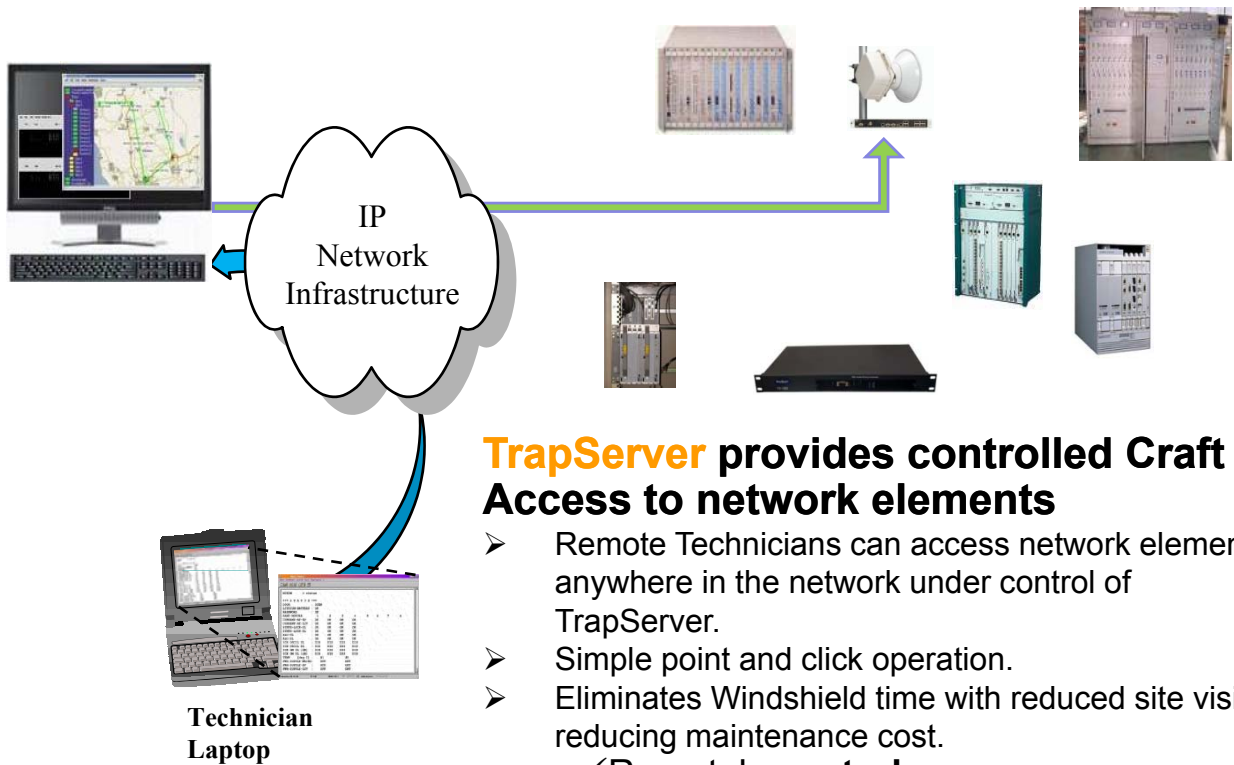 IP
Network
Infrastructure
TrapServer provides controlled Craft
Access to network elements
➢ Remote Technicians can access network elemen
anywhere in the network under control of
TrapServer.
➢ Simple point and click operation.
➢ Eliminates Windshield time with reduced site visi
reducing maintenance cost.
Technician
Laptop